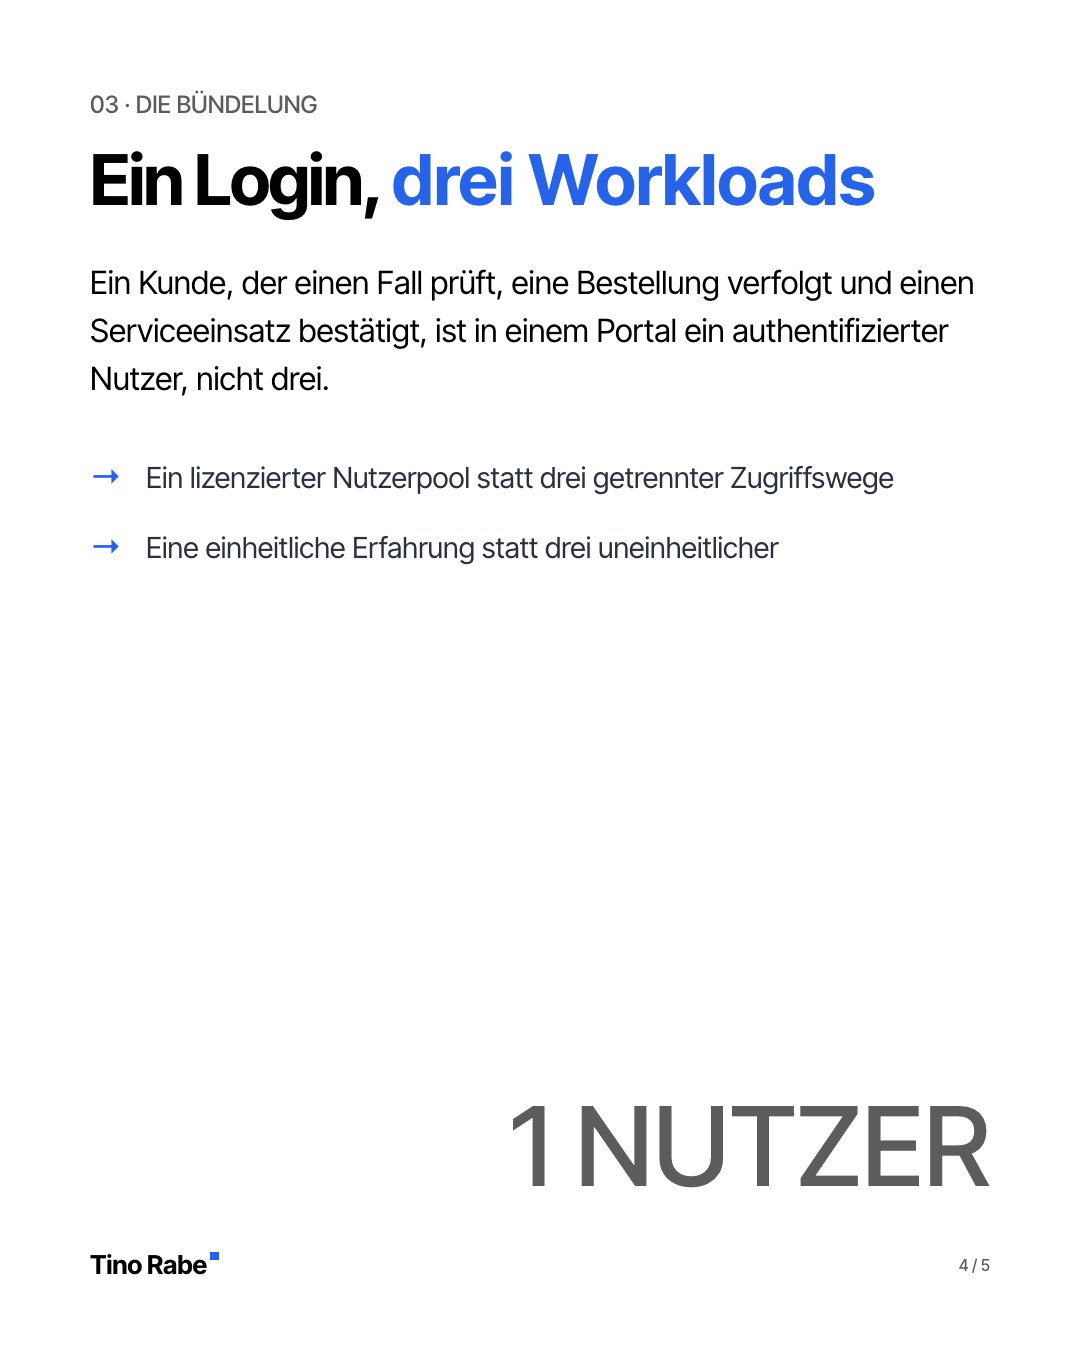 03 · DIE BÜNDELUNG
Ein Login, drei Workloads
Ein Kunde, der einen Fall prüft, eine Bestellung verfolgt und einen
Serviceeinsatz bestätigt, ist in einem Portal ein authentifizierter
Nutzer, nicht drei.
→ Ein lizenzierter Nutzerpool statt drei getrennter Zugriffswege
→ Eine einheitliche Erfahrung statt drei uneinheitlicher
1 NUTZER
Tino Rabe
4 / 5